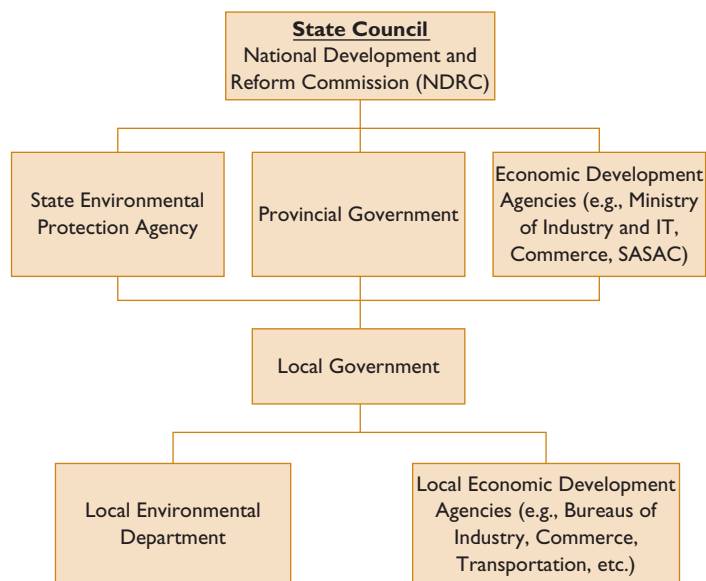 State Council
National Development and
Reform Commission (NDRC)
State Environmental
Protection Agency
Provincial Government
Economic Development
Agencies (e.g., Ministry
of Industry and IT,
Commerce, SASAC)
Local Government
Local Environmental
Department
Local Economic Development
Agencies (e.g., Bureaus of
Industry, Commerce,
Transportation, etc.)